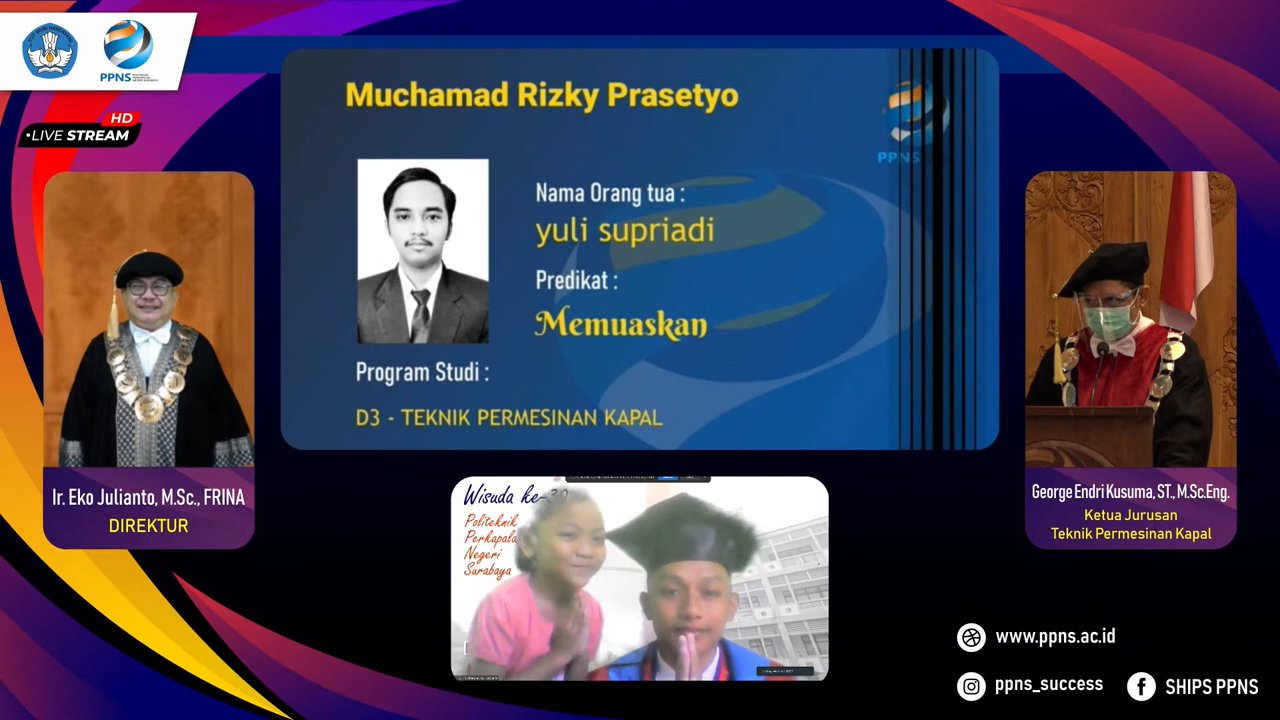 PPNS
HD
•LIVE STREAM
Muchamad Rizky Prasetyo
PPNS
Nama Orang tua :
yuli supriadi
Predikat :
Memuaskan
Program Studi :
D3 - TEKNIK PERMESINAN KAPAL
Ir. Eko Julianto, M.Sc., FRINA
DIREKTUR
George Endri Kusuma, ST., M.Sc.Eng.
Ketua Jurusan
Teknik Permesinan Kapal
Wisuda ke-30
Politeknik
Perkapala
Negeri
Surabaya
www.ppns.ac.id
ppns_success
SHIPS PPNS